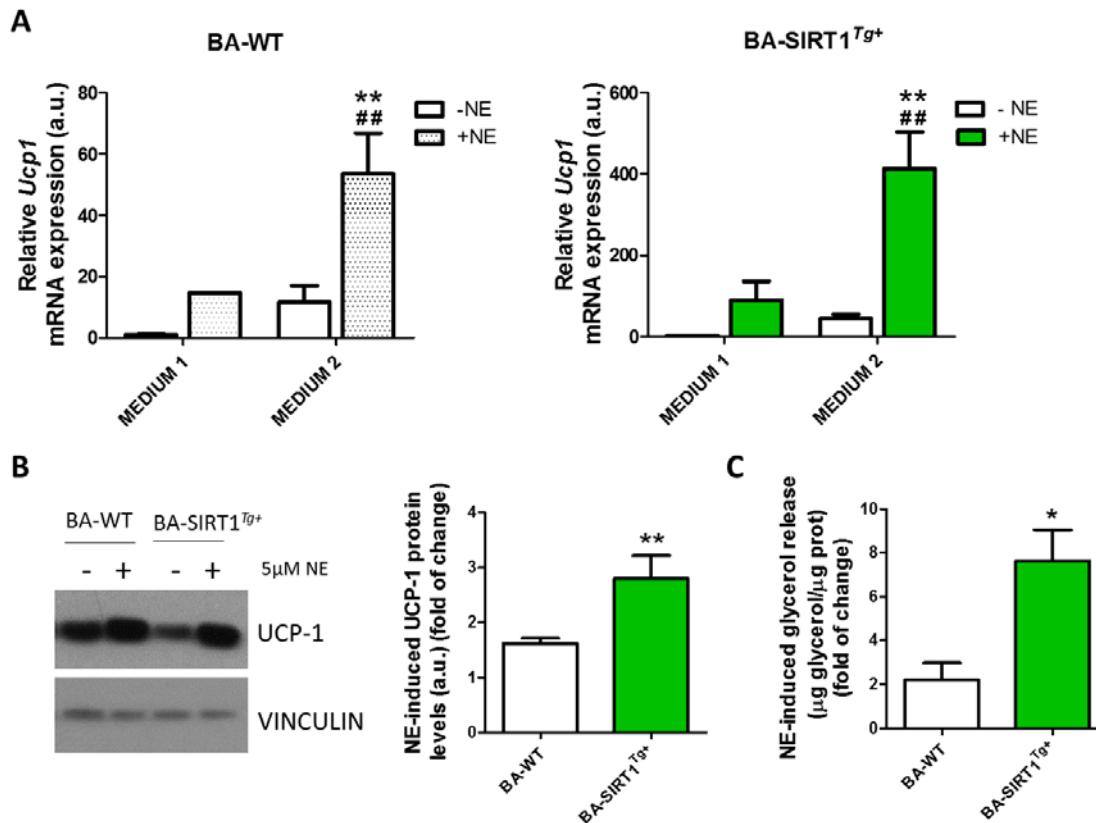 A
BA-WT
BA-SIRT1Tg+
Relative Ucp1
mRNA expression (a.u.)
80
60
40
20
0
**
##
-NE
+NE
MEDIUM 1
MEDIUM 2
Relative Ucp1
mRNA expression (a.u.)
600
400
200
0
**
##
- NE
+NE
MEDIUM 1
MEDIUM 2
B
BA-WT
BA-SIRT1Tg+
- + - + 5µM NE
UCP-1
VINCULIN
NE-induced UCP-1 protein
levels (a.u.) (fold of change)
4
3
2
1
0
**
BA-WT
BA-SIRT1Tg+
C
NE-induced glycerol release
(µg glycerol/µg prot)
(fold of change)
10
8
6
4
2
0
*
BA-WT
BA-SIRT1Tg+